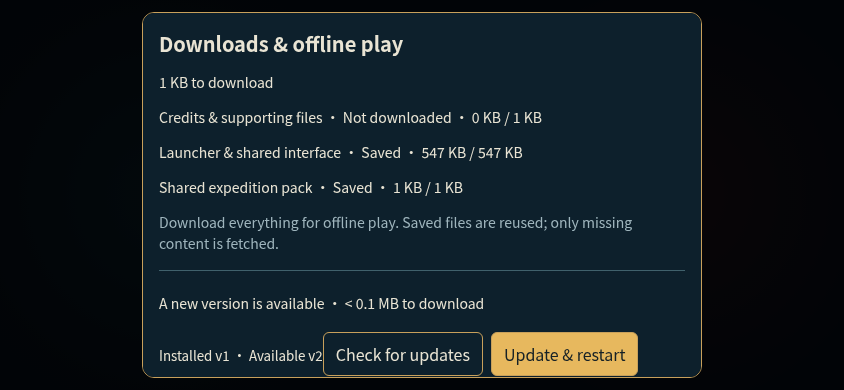 Downloads & offline play
1 KB to download
Credits & supporting files • Not downloaded • 0 KB / 1 KB
Launcher & shared interface • Saved • 547 KB / 547 KB
Shared expedition pack • Saved • 1 KB / 1 KB
Download everything for offline play. Saved files are reused; only missing
content is fetched.
A new version is available • < 0.1 MB to download
Installed v1 • Available v2 Check for updates Update & restart